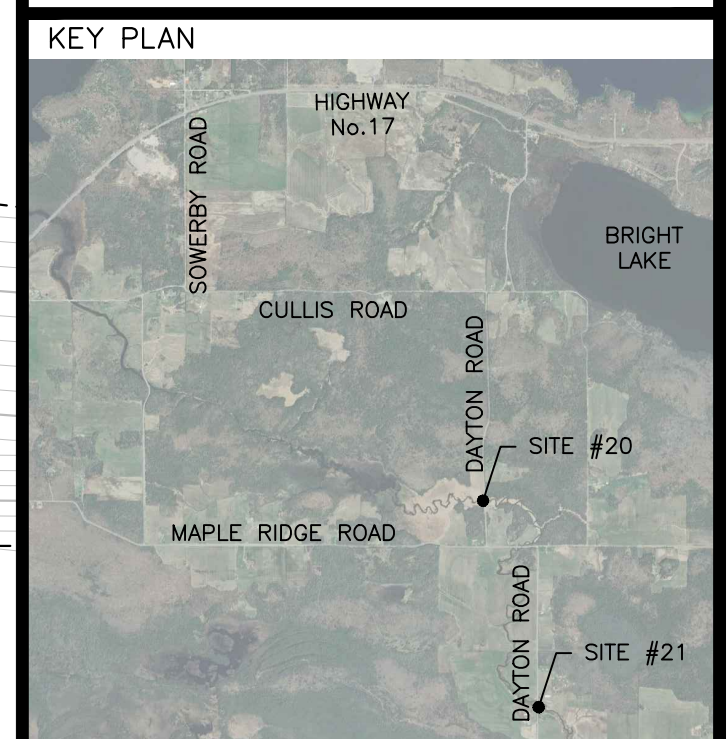 KEY PLAN
HIGHWAY
No.17
SOWERBY ROAD
BRIGHT
LAKE
CULLIS ROAD
DAYTON ROAD
SITE #20
MAPLE RIDGE ROAD
DAYTON ROAD
SITE #21